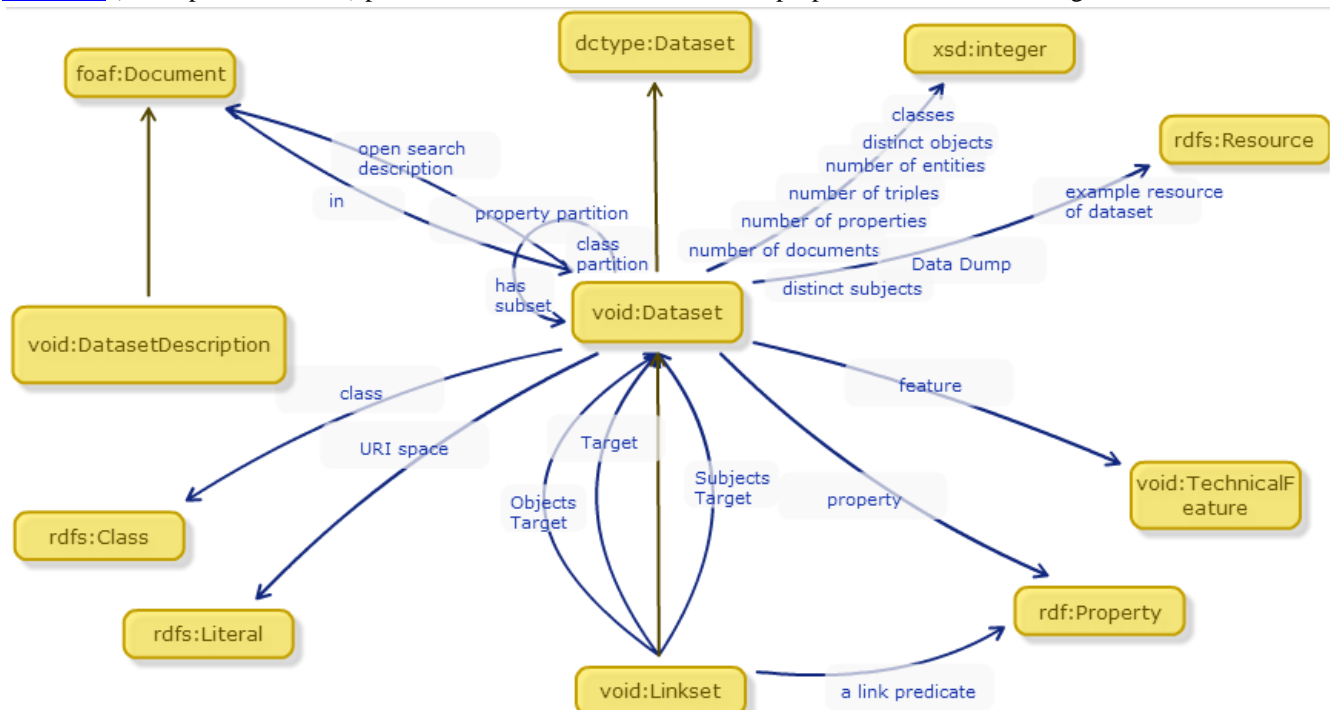 dctype:Dataset
xsd:integer
foaf:Document
classes
distinct objects
rdfs:Resource
open search
description
number of entities
number of triples
example resource
of dataset
in
property partition
number of properties
class
partition
number of documents
Data Dump
has
subset
distinct subjects
void:Dataset
void:DatasetDescription
class
feature
URI space
Target
Subjects
Target
void:TechnicalF
eature
Objects
Target
property
rdfs:Class
rdf:Property
rdfs:Literal
void:Linkset
a link predicate